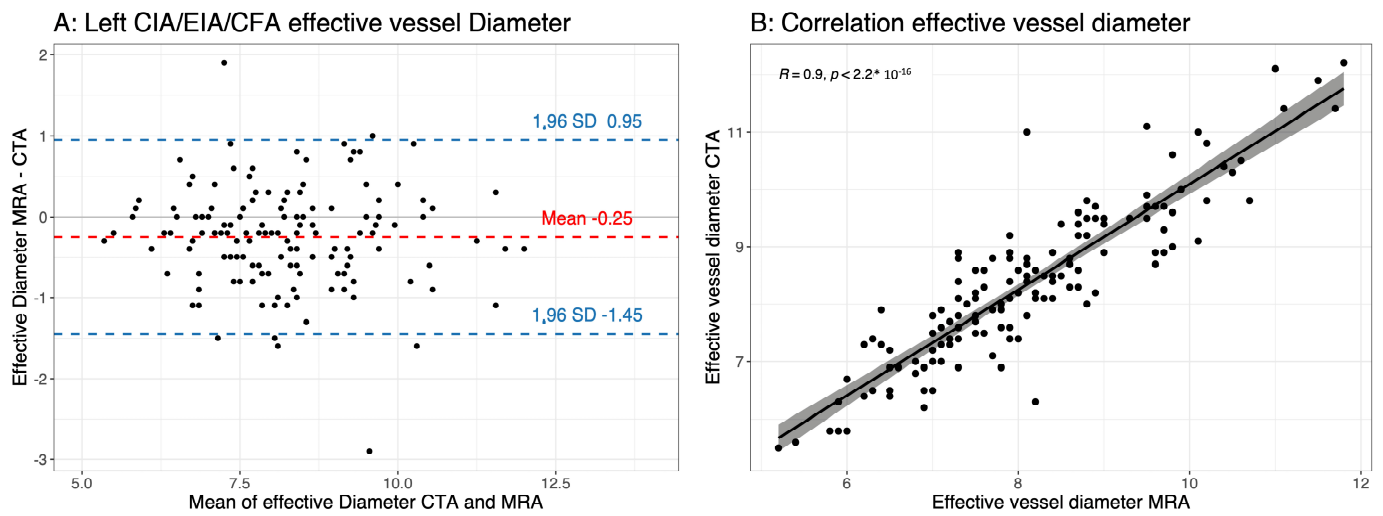 A: Left CIA/EIA/CFA effective vessel Diameter
Effective Diameter MRA - CTA
2
1
0
-1
-2
-3
1.96 SD 0.95
Mean -0.25
1.96 SD -1.45
5.0 7.5 10.0 12.5
Mean of effective Diameter CTA and MRA
B: Correlation effective vessel diameter
R = 0.9, p < 2.2* 10⁻¹⁶
Effective vessel diameter CTA
11
9
7
6 8 10 12
Effective vessel diameter MRA